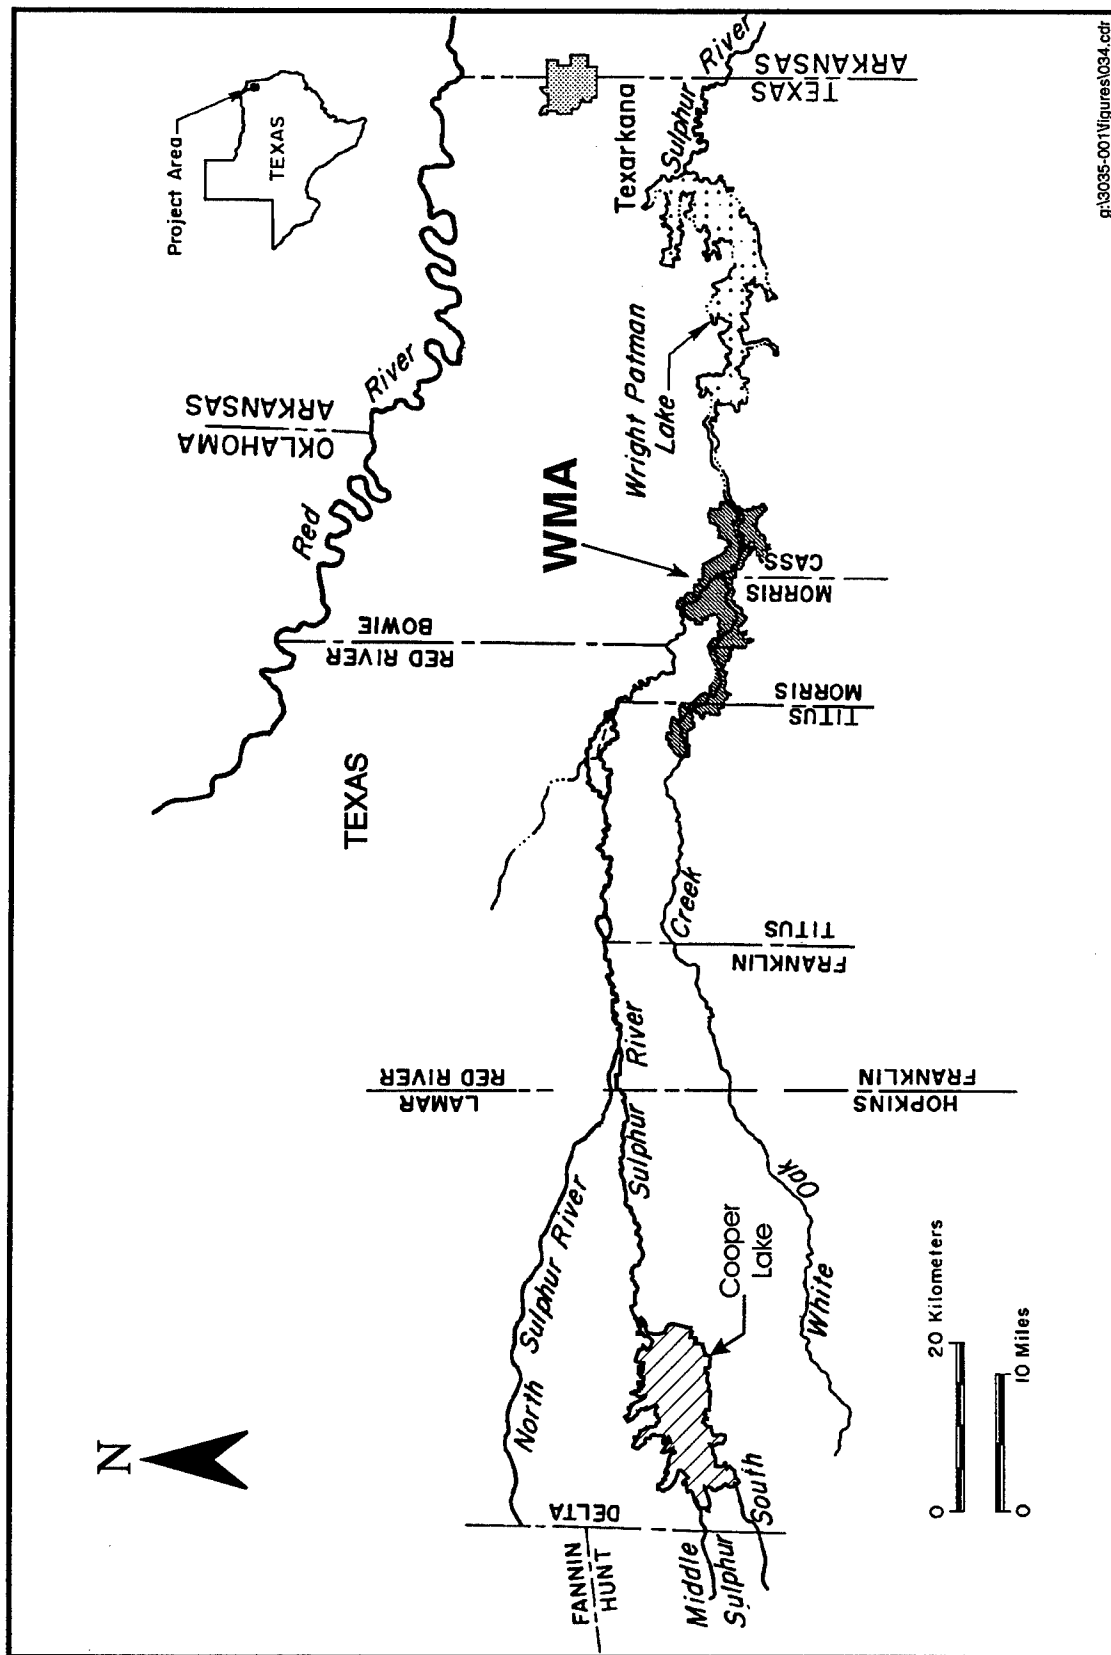 N
Project Area
TEXAS
OKLAHOMA
ARKANSAS
Red
River
TEXAS
RED RIVER
BOWIE
WMA
Wright Patman
Lake
Texarkana
Sulphur
River
TEXAS
ARKANSAS
FANNIN
HUNT
DELTA
North Sulphur River
LAMAR
RED RIVER
Middle
Sulphur
South
Sulphur River
Cooper
Lake
White
Oak
Creek
HOPKINS
FRANKLIN
FRANKLIN
TITUS
TITUS
MORRIS
MORRIS
CASS
0
20 Kilometers
0
10 Miles
g:\3035-001\figures\034.cdr